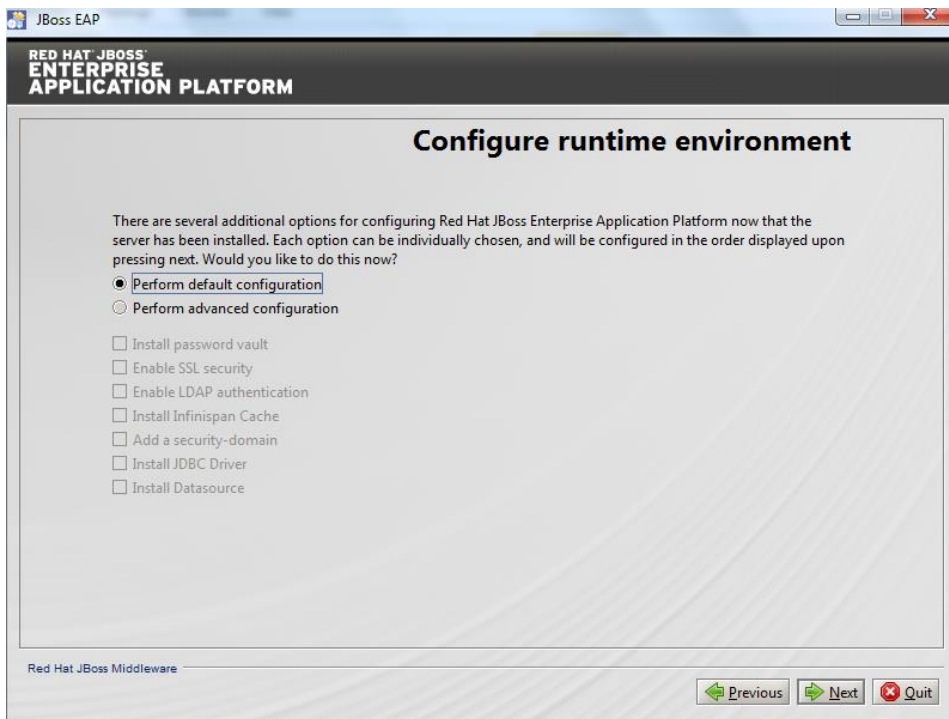 JBoss EAP
RED HAT JBOSS
ENTERPRISE
APPLICATION PLATFORM
Configure runtime environment
There are several additional options for configuring Red Hat JBoss Enterprise Application Platform now that the
server has been installed. Each option can be individually chosen, and will be configured in the order displayed upon
pressing next. Would you like to do this now?
Perform default configuration
Perform advanced configuration
Install password vault
Enable SSL security
Enable LDAP authentication
Install Infinispan Cache
Add a security-domain
Install JDBC Driver
Install Datasource
Red Hat JBoss Middleware
Previous Next Quit